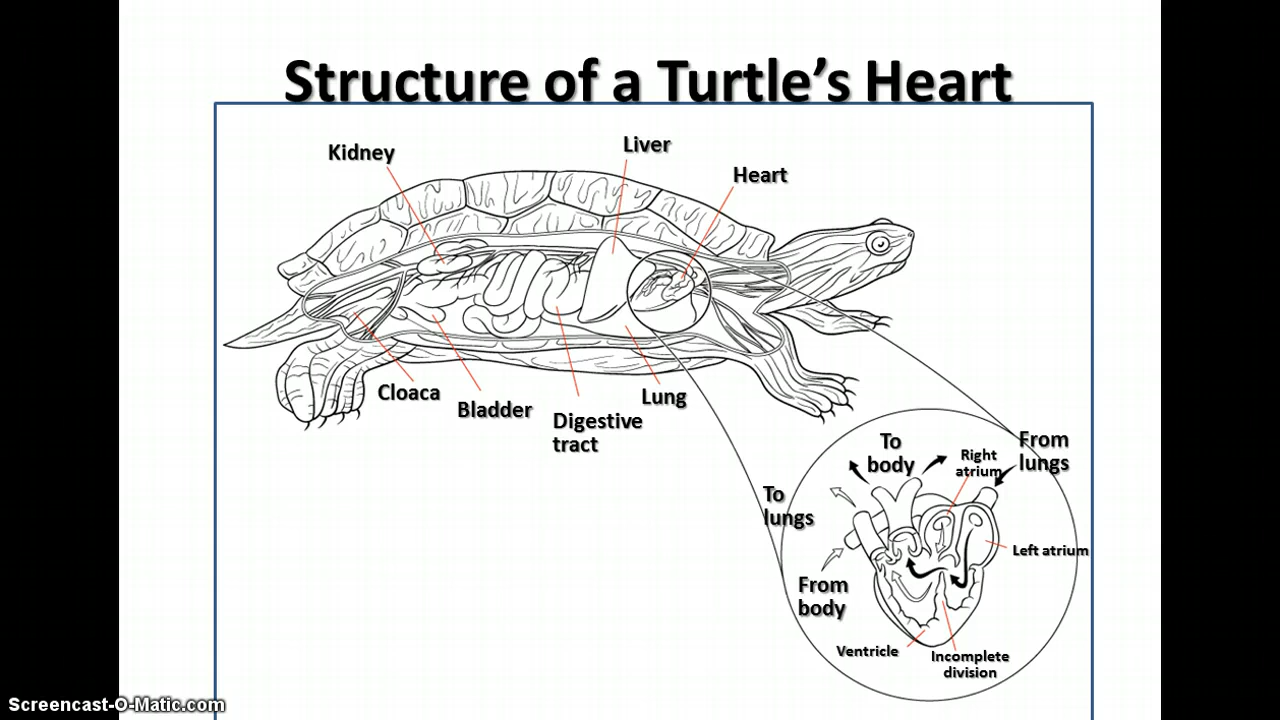 Structure of a Turtle’s Heart
Liver
Kidney
Heart
Cloaca
Bladder
Digestive
tract
Lung
To
body
Right
atrium
From
lungs
To
lungs
Left atrium
From
body
Ventricle
Incomplete
division
Screencast-O-Matic.com